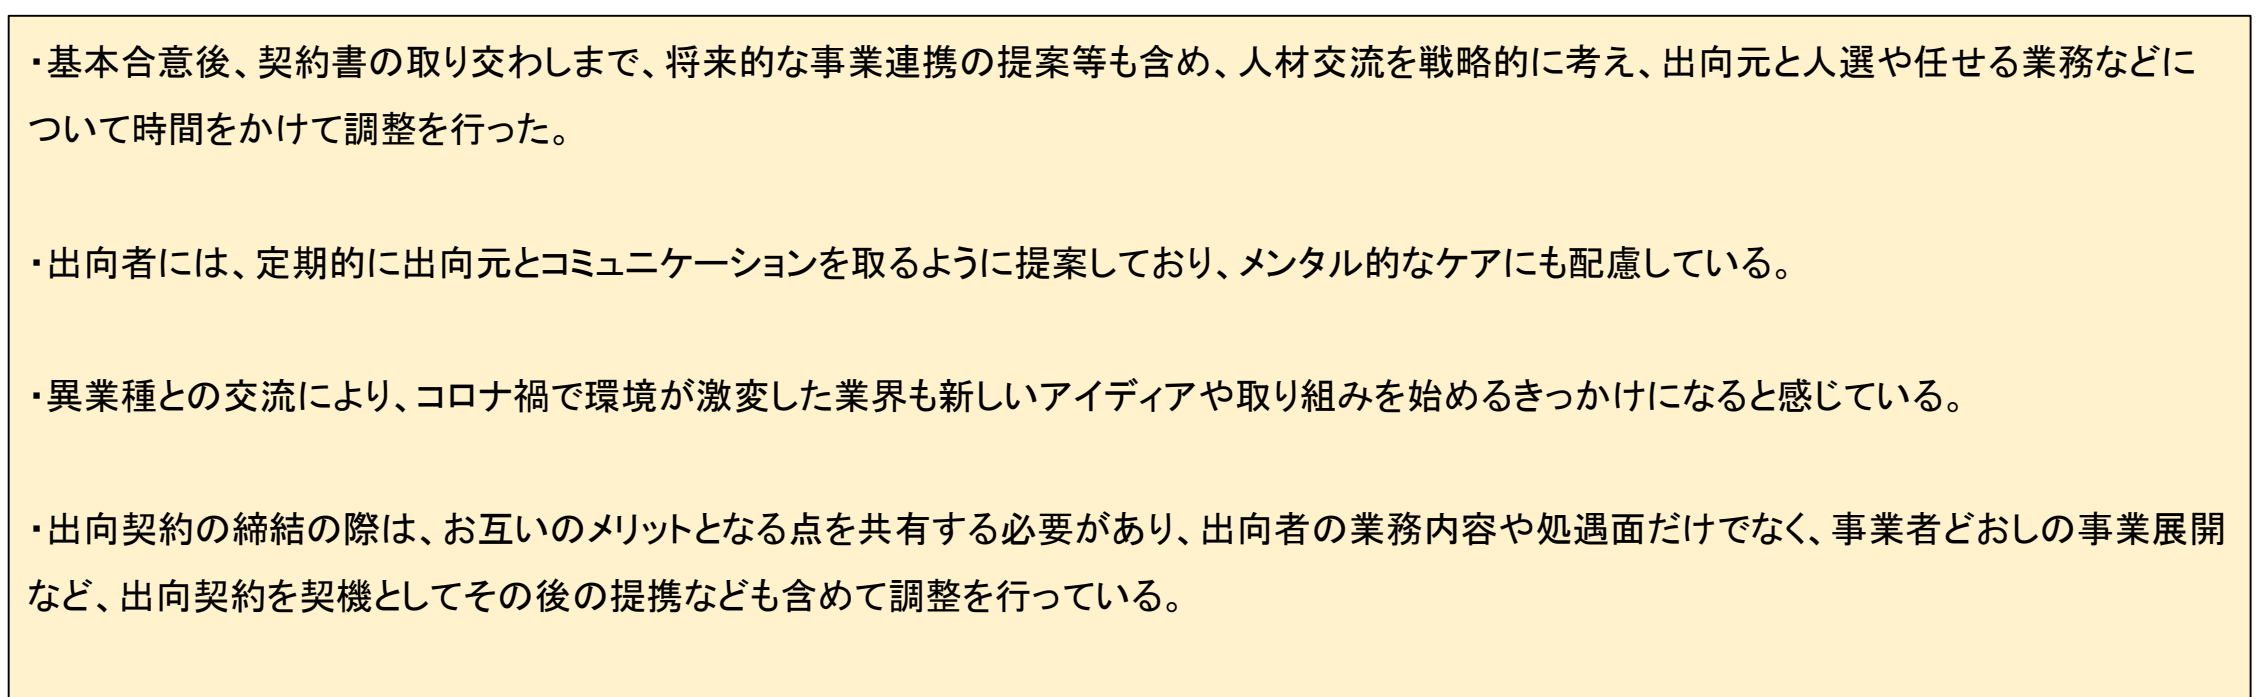 ・基本合意後、契約書の取り交わしまで、将来的な事業連携の提案等も含め、人材交流を戦略的に考え、出向元と人選や任せる業務などに
ついて時間をかけて調整を行った。
・出向者には、定期的に出向元とコミュニケーションを取るように提案しており、メンタル的なケアにも配慮している。
・異業種との交流により、コロナ禍で環境が激変した業界も新しいアイディアや取り組みを始めるきっかけになると感じている。
・出向契約の締結の際は、お互いのメリットとなる点を共有する必要があり、出向者の業務内容や処遇面だけでなく、事業者どおしの事業展開
など、出向契約を契機としてその後の提携なども含めて調整を行っている。